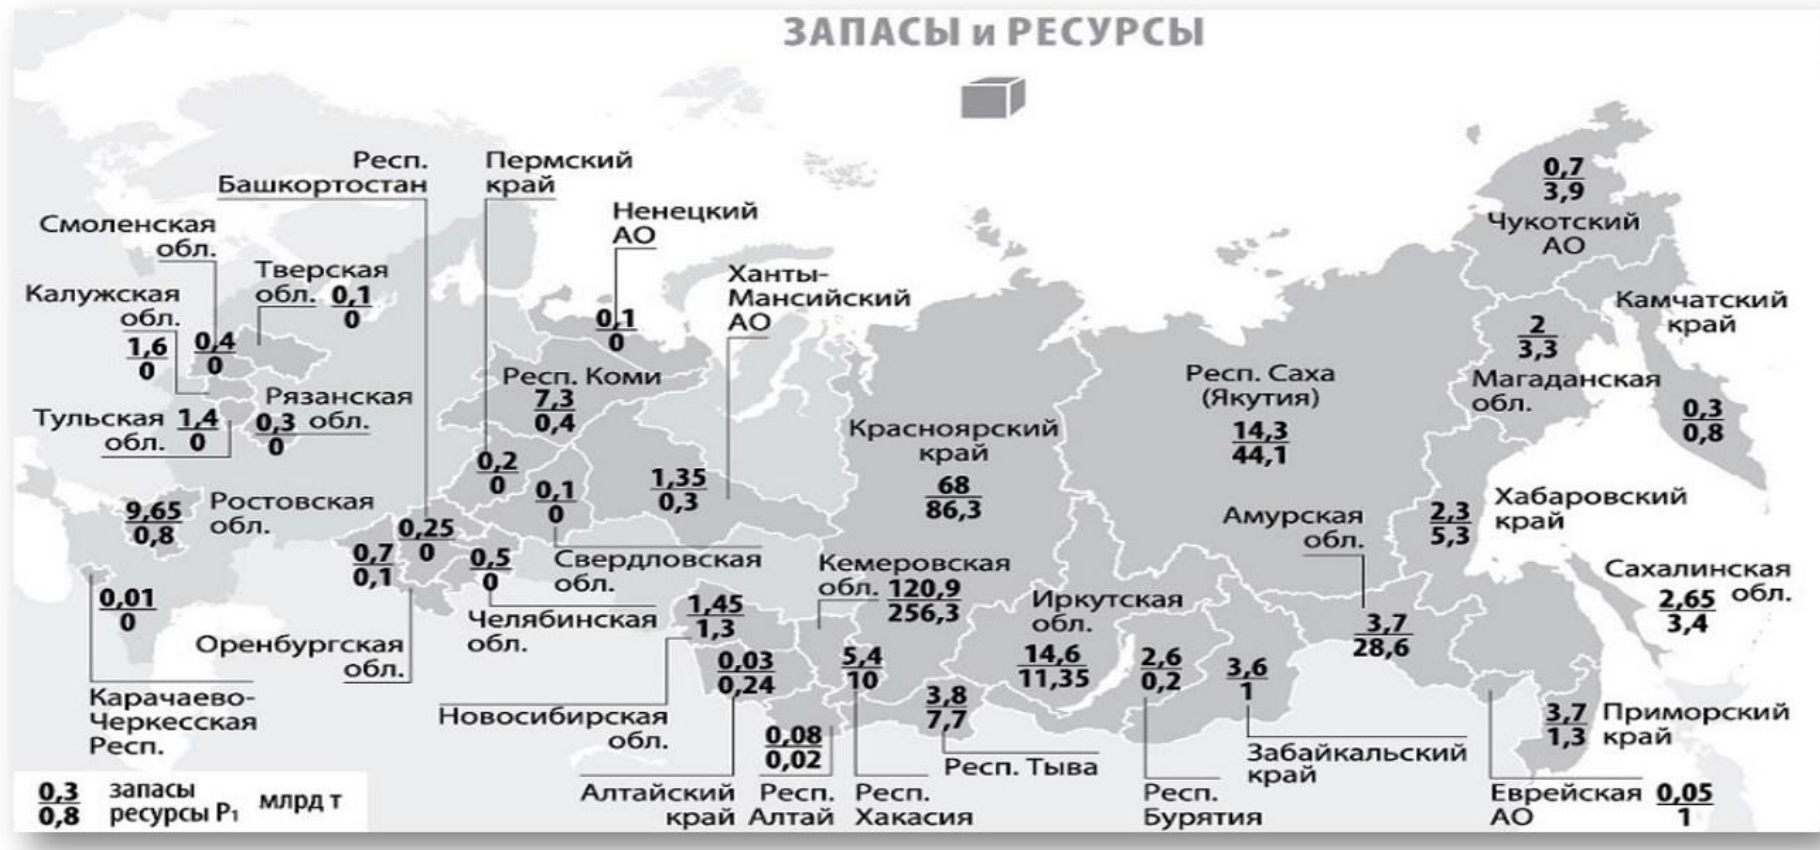 ЗАПАСЫ и РЕСУРСЫ
Респ.
Башкортостан
Пермский
край
Смоленская
обл.
Ненецкий
АО
Тверская
обл. 0,1
0
Калужская
обл.
1,6
0
0,4
0
0,1
0
Ханты-
Мансийский
АО
Рязанская
0,3 обл.
0
Тульская 1,4
обл. 0
Респ. Коми
7,3
0,4
0,2
0
0,1
0
1,35
0,3
Красноярский
край
68
86,3
Респ. Саха
(Якутия)
14,3
44,1
0,7
3,9
Чукотский
АО
Камчатский
край
2
3,3
Магаданская
обл.
0,3
0,8
9,65
0,8
Ростовская
обл.
0,25
0
0,7
0,1
0,5
0
Свердловская
обл.
Челябинская
обл.
0,01
0
Оренбургская
обл.
Карачаево-
Черкесская
Респ.
Кемеровская
обл. 120,9
256,3
Амурская
обл.
2,3
5,3
Хабаровский
край
Сахалинская
2,65 обл.
3,4
1,45
1,3
Иркутская
обл.
14,6
11,35
3,7
28,6
0,03
0,24
5,4
10
3,8
7,7
2,6
0,2
3,6
1
Новосибирская
обл.
0,08
0,02
Респ. Тыва
Забайкальский
край
3,7
1,3
Приморский
край
Алтайский
край
Респ.
Алтай
Респ.
Хакасия
Респ.
Бурятия
Еврейская 0,05
АО 1
0,3 запасы
0,8 ресурсы P₁
млрд т